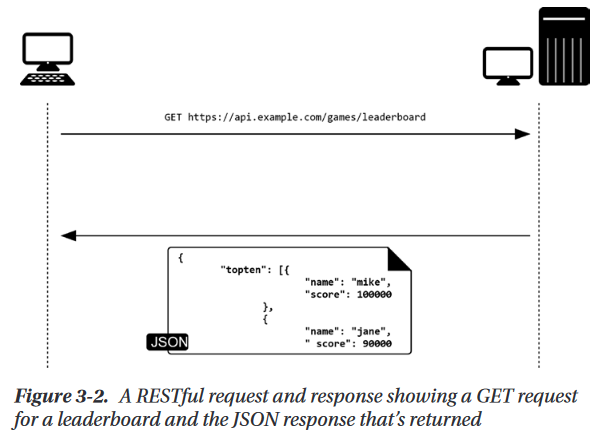 GET https://api.example.com/games/leaderboard
{
"topten": [{
"name": "mike",
"score": 100000
},
{
"name": "jane",
" score": 90000
JSON
Figure 3-2. A RESTful request and response showing a GET request
for a leaderboard and the JSON response that's returned